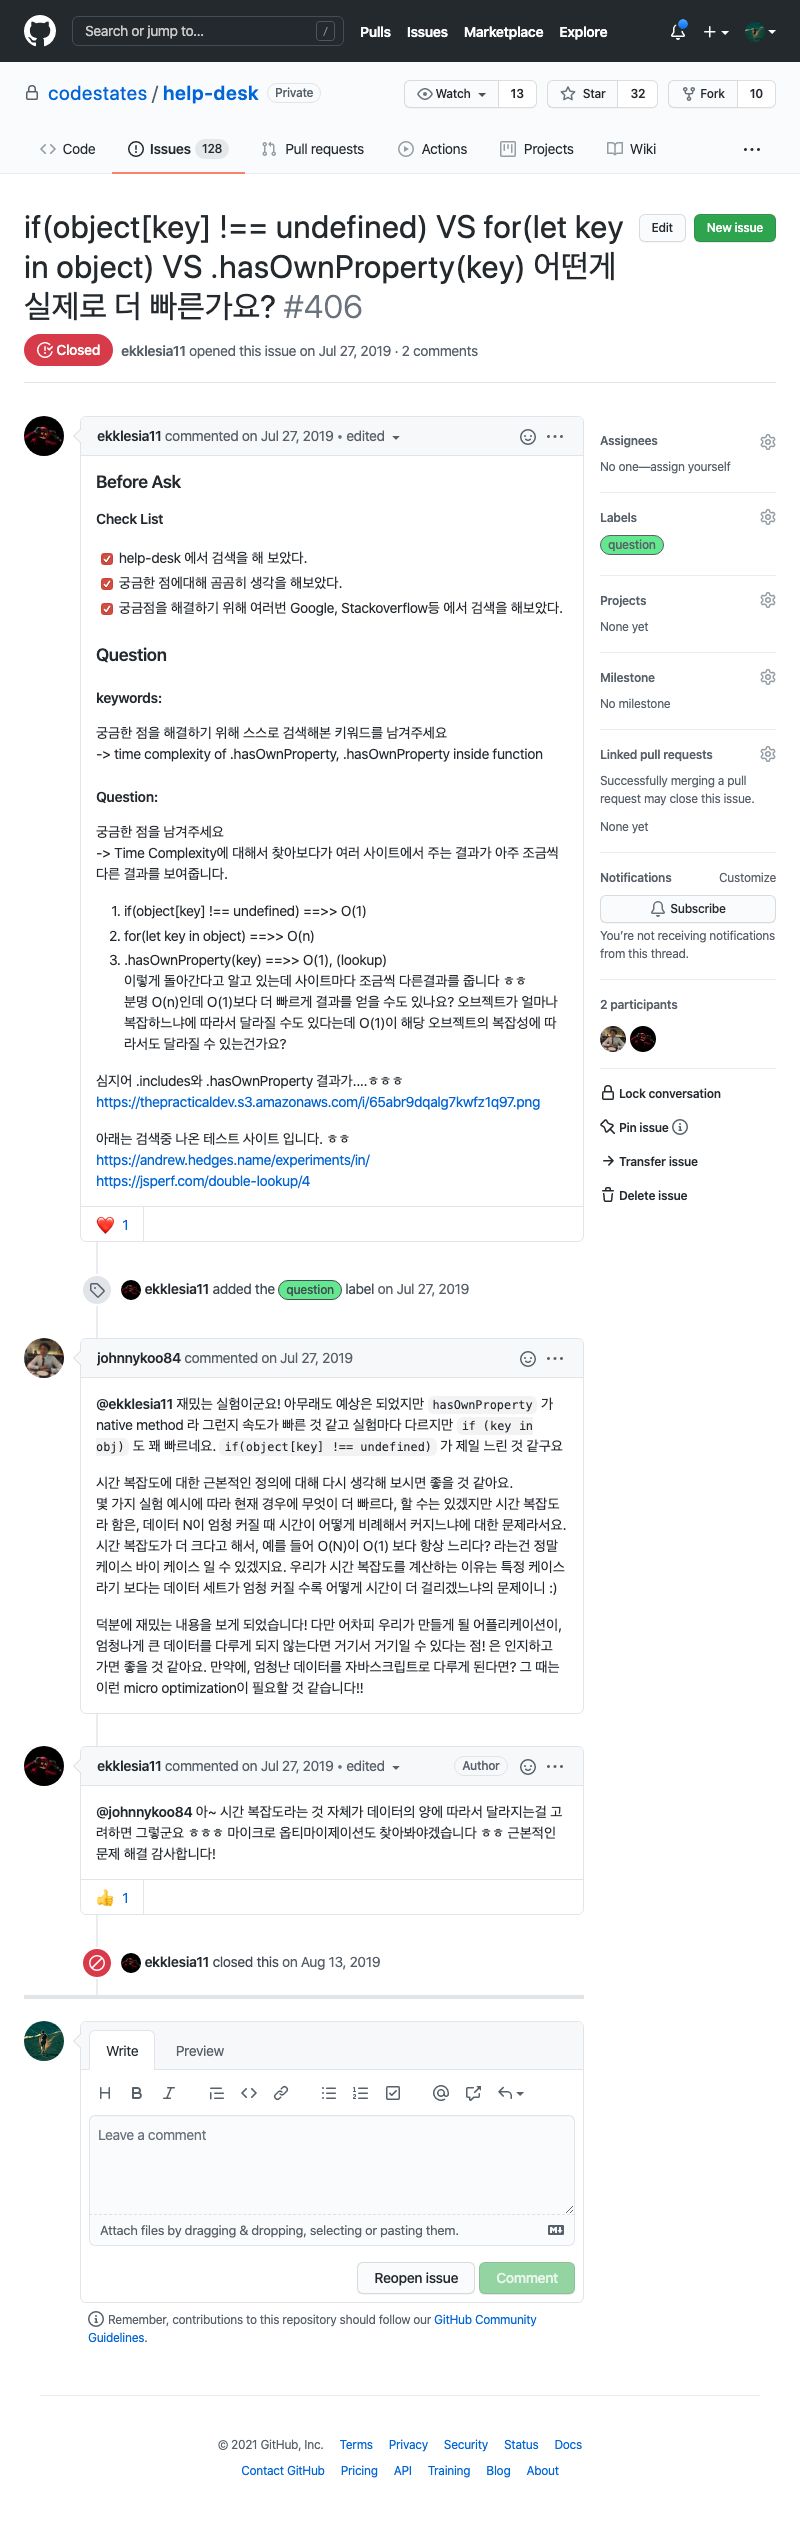 Search or jump to... /
Pulls Issues Marketplace Explore
codestates / help-desk Private
Watch 13 Star 32 Fork 10
Code Issues 128 Pull requests Actions Projects Wiki
if(object[key] !== undefined) VS for(let key
in object) VS .hasOwnProperty(key) 어떤게
실제로 더 빠른가요? #406
Edit New issue
Closed ekklesia11 opened this issue on Jul 27, 2019 · 2 comments
ekklesia11 commented on Jul 27, 2019 • edited
Before Ask
Check List
help-desk 에서 검색을 해 보았다.
궁금한 점에대해 곰곰히 생각을 해보았다.
궁금점을 해결하기 위해 여러번 Google, Stackoverflow등 에서 검색을 해보았다.
Question
keywords:
궁금한 점을 해결하기 위해 스스로 검색해본 키워드를 남겨주세요
-> time complexity of .hasOwnProperty, .hasOwnProperty inside function
Question:
궁금한 점을 남겨주세요
-> Time Complexity에 대해서 찾아보다가 여러 사이트에서 주는 결과가 아주 조금씩
다른 결과를 보여줍니다.
1. if(object[key] !== undefined) ==>> O(1)
2. for(let key in object) ==>> O(n)
3. .hasOwnProperty(key) ==>> O(1), (lookup)
이렇게 돌아간다고 알고 있는데 사이트마다 조금씩 다른결과를 줍니다 ㅎㅎ
분명 O(n)인데 O(1)보다 더 빠르게 결과를 얻을 수도 있나요? 오브젝트가 얼마나
복잡하느냐에 따라서 달라질 수도 있다는데 O(1)이 해당 오브젝트의 복잡성에 따
라서도 달라질 수 있는건가요?
심지어 .includes와 .hasOwnProperty 결과가....ㅎㅎㅎ
https://thepracticaldev.s3.amazonaws.com/i/65abr9dqalg7kwfz1q97.png
아래는 검색중 나온 테스트 사이트 입니다. ㅎㅎ
https://andrew.hedges.name/experiments/in/
https://jsperf.com/double-lookup/4
1
ekklesia11 added the question label on Jul 27, 2019
johnnykoo84 commented on Jul 27, 2019
@ekklesia11 재밌는 실험이군요! 아무래도 예상은 되었지만 hasOwnProperty 가
native method 라 그런지 속도가 빠른 것 같고 실험마다 다르지만 if (key in
obj) 도 꽤 빠르네요. if(object[key] !== undefined) 가 제일 느린 것 같구요
시간 복잡도에 대한 근본적인 정의에 대해 다시 생각해 보시면 좋을 것 같아요.
몇 가지 실험 예시에 따라 현재 경우에 무엇이 더 빠르다, 할 수는 있겠지만 시간 복잡도
라 함은, 데이터 N이 엄청 커질 때 시간이 어떻게 비례해서 커지느냐에 대한 문제라서요.
시간 복잡도가 더 크다고 해서, 예를 들어 O(N)이 O(1) 보다 항상 느리다? 라는건 정말
케이스 바이 케이스 일 수 있겠지요. 우리가 시간 복잡도를 계산하는 이유는 특정 케이스
라기 보다는 데이터 세트가 엄청 커질 수록 어떻게 시간이 더 걸리겠느냐의 문제이니 :)
덕분에 재밌는 내용을 보게 되었습니다! 다만 어차피 우리가 만들게 될 어플리케이션이,
엄청나게 큰 데이터를 다루게 되지 않는다면 거기서 거기일 수 있다는 점! 은 인지하고
가면 좋을 것 같아요. 만약에, 엄청난 데이터를 자바스크립트로 다루게 된다면? 그 때는
이런 micro optimization이 필요할 것 같습니다!!
ekklesia11 commented on Jul 27, 2019 • edited Author
@johnnykoo84 아~ 시간 복잡도라는 것 자체가 데이터의 양에 따라서 달라지는걸 고
려하면 그렇군요 ㅎㅎㅎ 마이크로 옵티마이제이션도 찾아봐야겠습니다 ㅎㅎ 근본적인
문제 해결 감사합니다!
1
ekklesia11 closed this on Aug 13, 2019
Write Preview
Leave a comment
Attach files by dragging & dropping, selecting or pasting them.
Reopen issue Comment
Remember, contributions to this repository should follow our GitHub Community
Guidelines.
Assignees
No one—assign yourself
Labels
question
Projects
None yet
Milestone
No milestone
Linked pull requests
Successfully merging a pull
request may close this issue.
None yet
Notifications Customize
Subscribe
You're not receiving notifications
from this thread.
2 participants
Lock conversation
Pin issue
Transfer issue
Delete issue
© 2021 GitHub, Inc. Terms Privacy Security Status Docs
Contact GitHub Pricing API Training Blog About